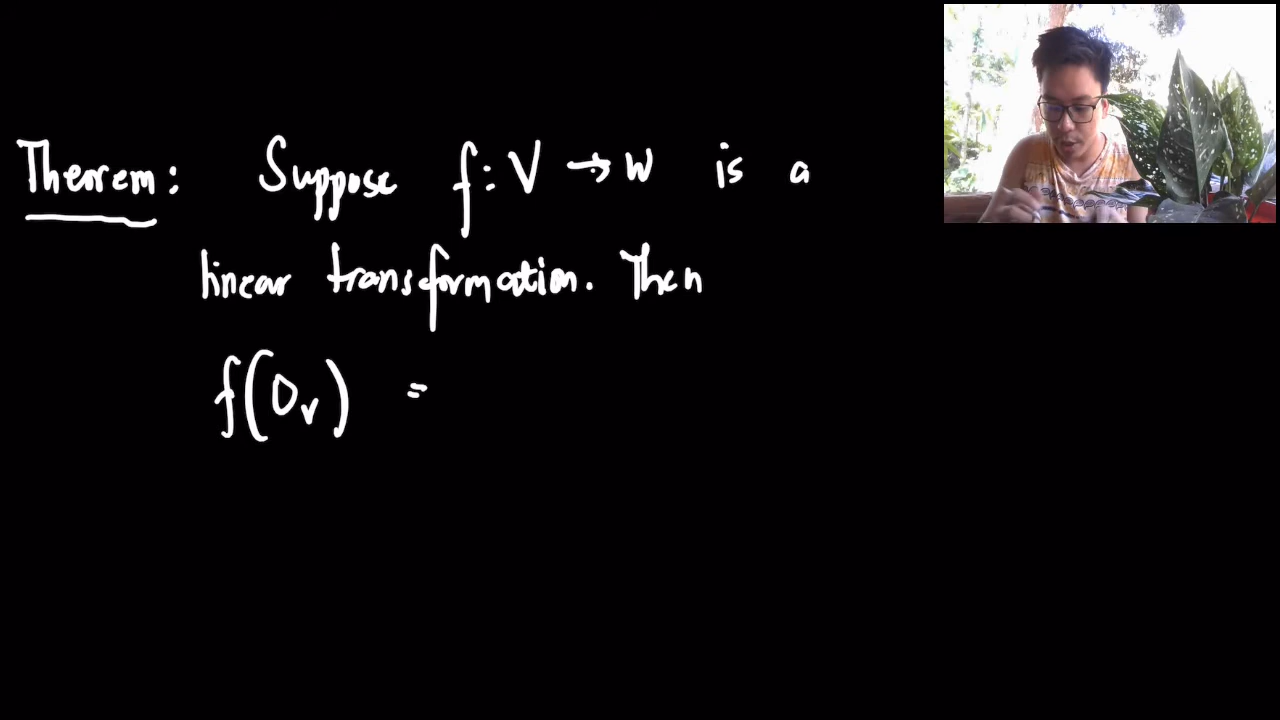 Theorem: Suppose f: V → W is a
linear transformation. Then
f(0_V) =